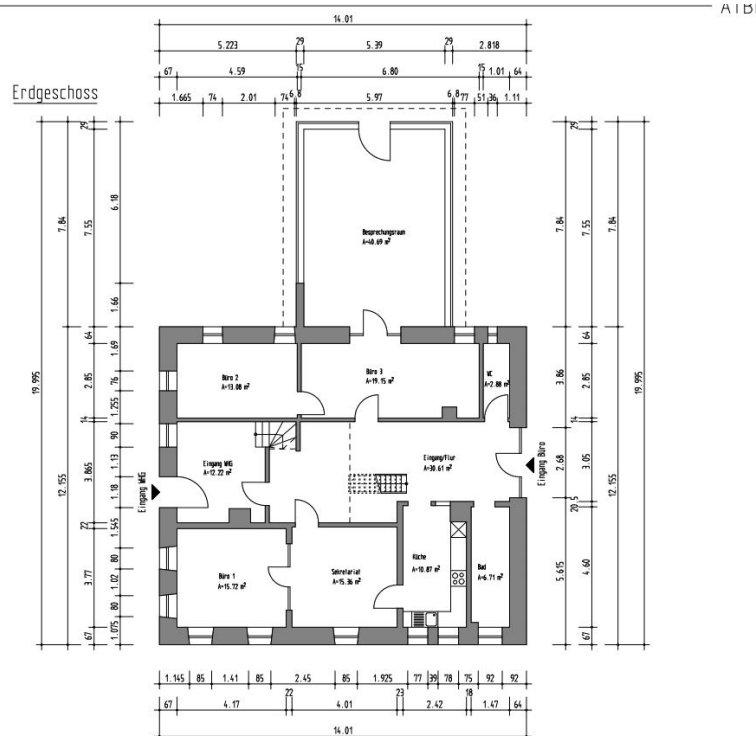 A I B
14.01
5.223 29 5.39 29 2.818
67 4.59 15 6.80 15 1.01 64
Erdgeschoss
1.665 74 2.01 74 6.8 5.97 6.8 77 51 36 1.11
29 29
6.18
7.84 7.55 7.84 7.55 7.84
Besprechungsraum
A=40.69 m²
1.66
64 64
1.69
19.995 2.85 76 3.86 2.85 19.995
Büro 2
A=13.08 m²
Büro 3
A=19.15 m²
WC
A=2.88 m²
1.255
14 14
90
Eingang WHG
A=12.22 m²
Eingang/Flur
A=30.61 m²
12.155 3.865 1.13 2.68 3.05 12.155
1.18
Eingang WHG
Eingang Büro
22 1.545 20.5
80
3.77 1.02 5.615 4.60
80
Büro 1
A=15.72 m²
Sekretariat
A=15.36 m²
Küche
A=10.87 m²
Bad
A=6.71 m²
67 1.075 67
1.145 85 1.41 85 2.45 85 1.925 77 39 78 75 92 92
67 4.17 22 4.01 23 2.42 18 1.47 64
14.01